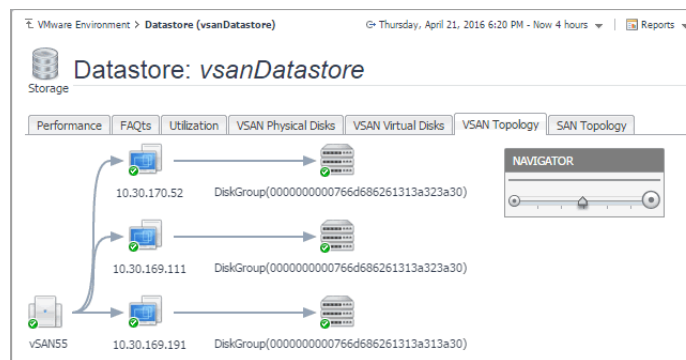 VMware Environment > Datastore (vsanDatastore) Thursday, April 21, 2016 6:20 PM - Now 4 hours | Reports
Datastore: vsanDatastore
Storage
Performance FAQts Utilization VSAN Physical Disks VSAN Virtual Disks VSAN Topology SAN Topology
NAVIGATOR
10.30.170.52 DiskGroup(0000000000766d686261313a323a30)
10.30.169.111 DiskGroup(0000000000766d686261313a323a30)
vSAN55 10.30.169.191 DiskGroup(0000000000766d686261313a313a30)